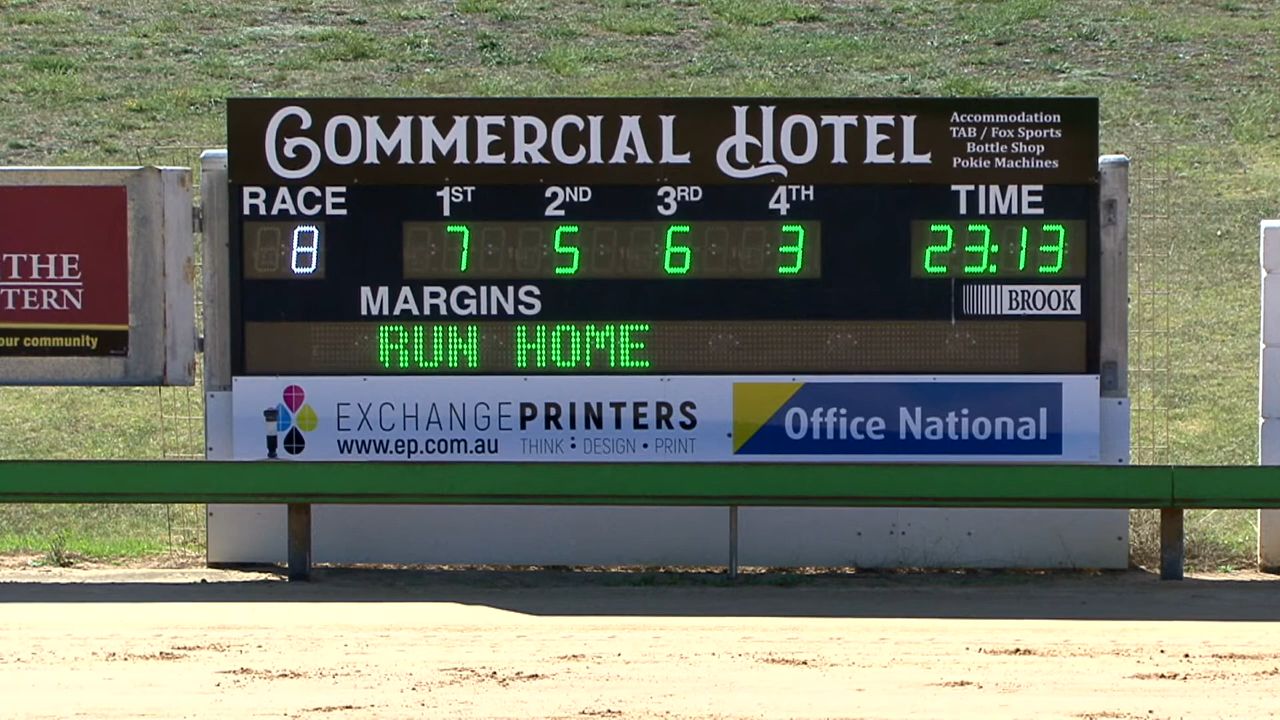 COMMERCIAL HOTEL
Accommodation
TAB / Fox Sports
Bottle Shop
Pokie Machines
RACE 1ST 2ND 3RD 4TH TIME
8 7 5 6 3 23:13
MARGINS
BROOK
RUN HOME
THE
TERN
our community
EXCHANGEPRINTERS
www.ep.com.au THINK : DESIGN • PRINT
Office National